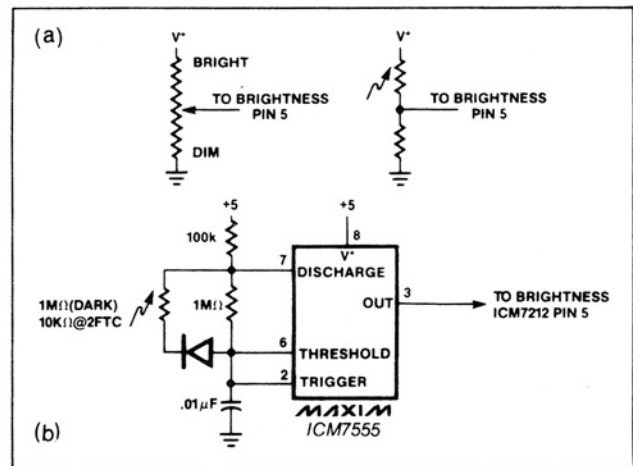 (a)
V+
BRIGHT
TO BRIGHTNESS
PIN 5
DIM
V+
TO BRIGHTNESS
PIN 5
+5
100k
+5
8
V+
7
DISCHARGE
1MΩ(DARK)
10KΩ@2FTC
1MΩ
OUT
3
TO BRIGHTNESS
ICM7212 PIN 5
6
THRESHOLD
2
TRIGGER
.01µF
MAXIM
ICM7555
(b)